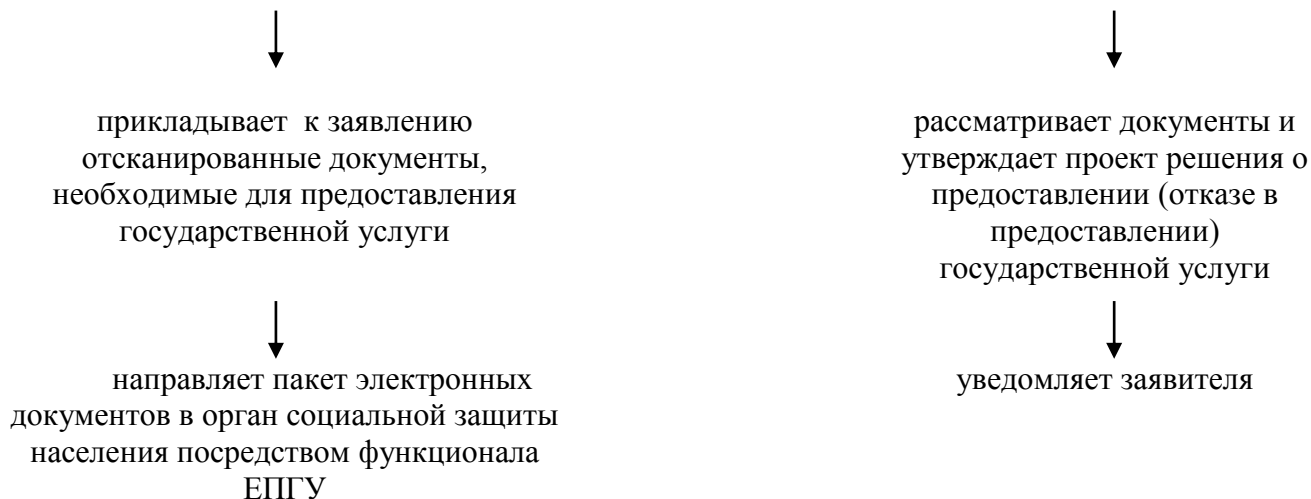 прикладывает к заявлению
отсканированные документы,
необходимые для предоставления
государственной услуги
направляет пакет электронных
документов в орган социальной защиты
населения посредством функционала
ЕПГУ
рассматривает документы и
утверждает проект решения о
предоставлении (отказе в
предоставлении)
государственной услуги
уведомляет заявителя